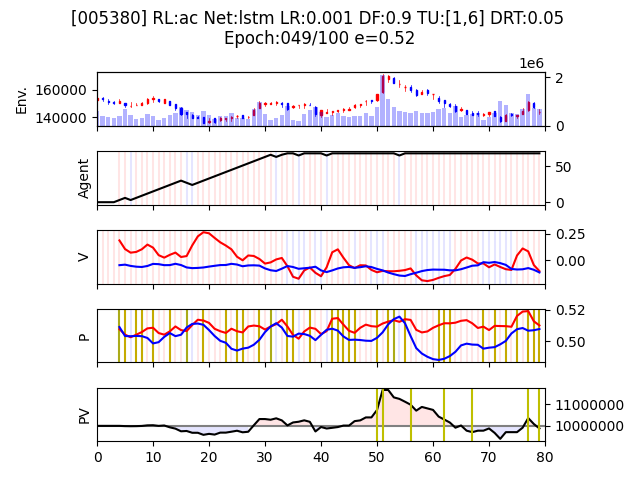 [005380] RL:ac Net:lstm LR:0.001 DF:0.9 TU:[1,6] DRT:0.05
Epoch:049/100 e=0.52
1e6
Env.
160000
140000
2
0
Agent
50
0
V
0.25
0.00
P
0.52
0.50
PV
11000000
10000000
0 10 20 30 40 50 60 70 80